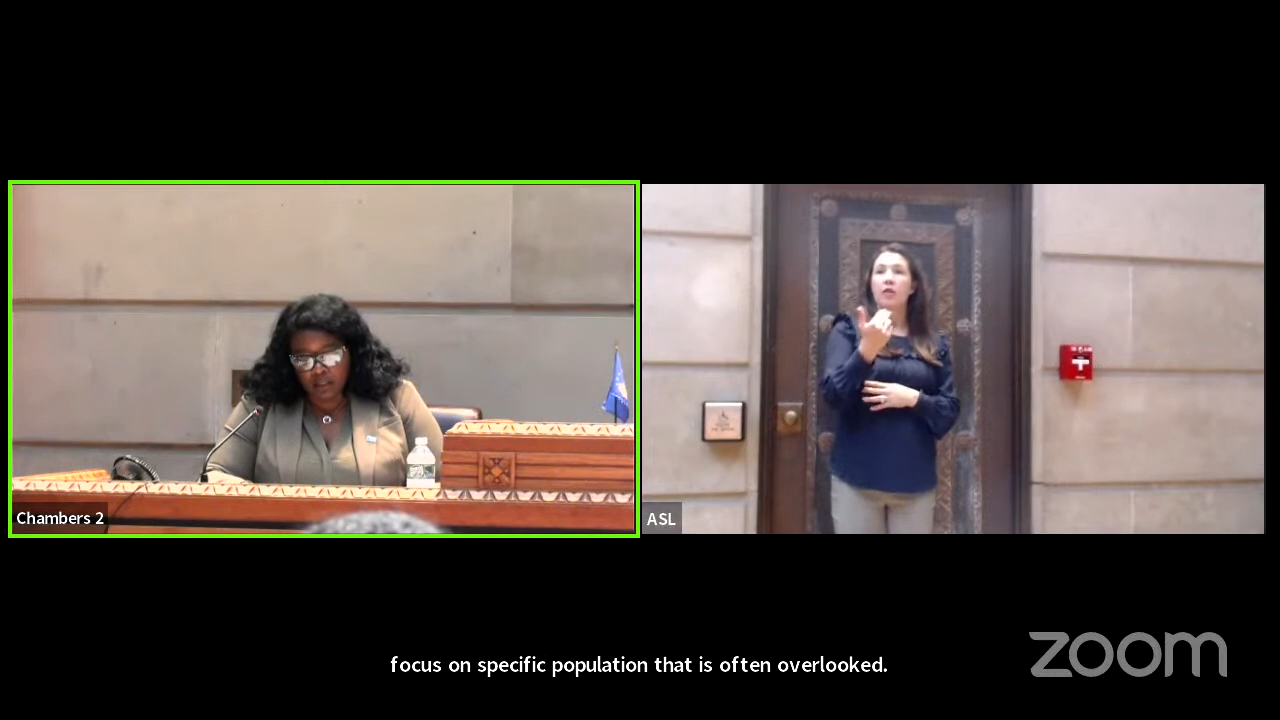 Chambers 2
ASL
focus on specific population that is often overlooked.
zoom